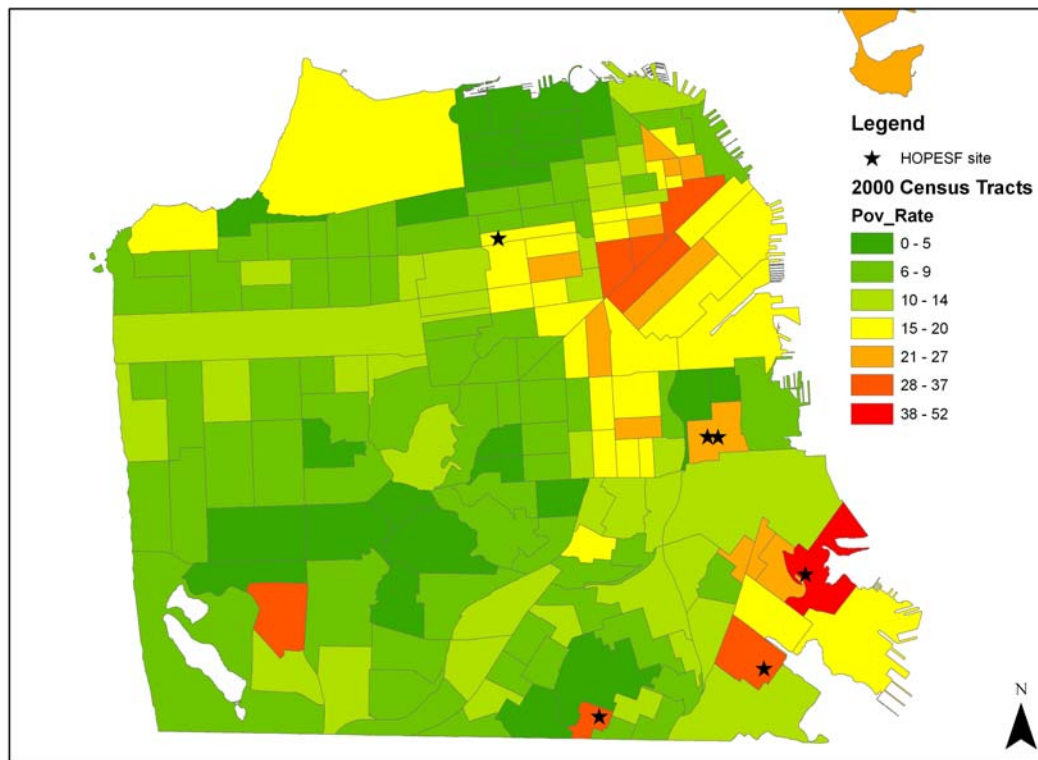 Legend
HOPESF site
2000 Census Tracts
Pov_Rate
0 - 5
6 - 9
10 - 14
15 - 20
21 - 27
28 - 37
38 - 52
N